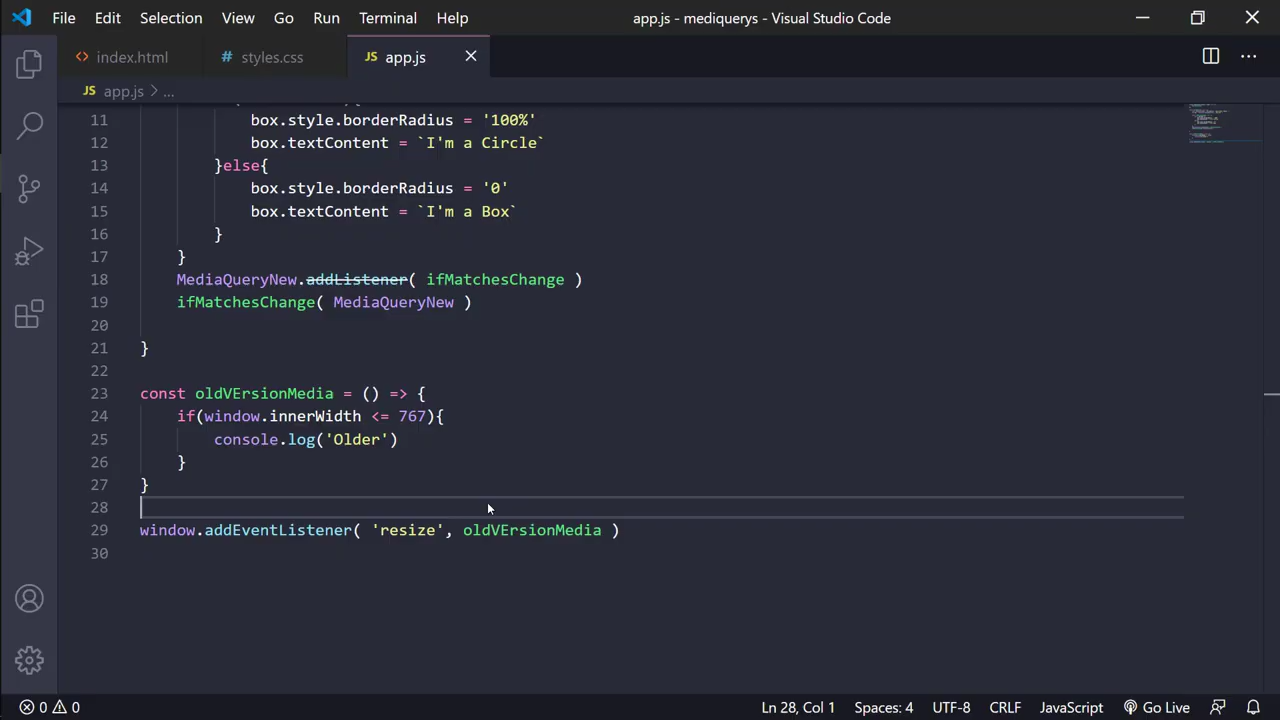 File Edit Selection View Go Run Terminal Help app.js - mediquerys - Visual Studio Code
<> index.html # styles.css JS app.js
JS app.js > ...
11 box.style.borderRadius = '100%'
12 box.textContent = `I'm a Circle`
13 }else{
14 box.style.borderRadius = '0'
15 box.textContent = `I'm a Box`
16 }
17 }
18 MediaQueryNew.addListener( ifMatchesChange )
19 ifMatchesChange( MediaQueryNew )
20
21 }
22
23 const oldVErsionMedia = () => {
24 if(window.innerWidth <= 767){
25 console.log('Older')
26 }
27 }
28
29 window.addEventListener( 'resize', oldVErsionMedia )
30
0 0 Ln 28, Col 1 Spaces: 4 UTF-8 CRLF JavaScript Go Live